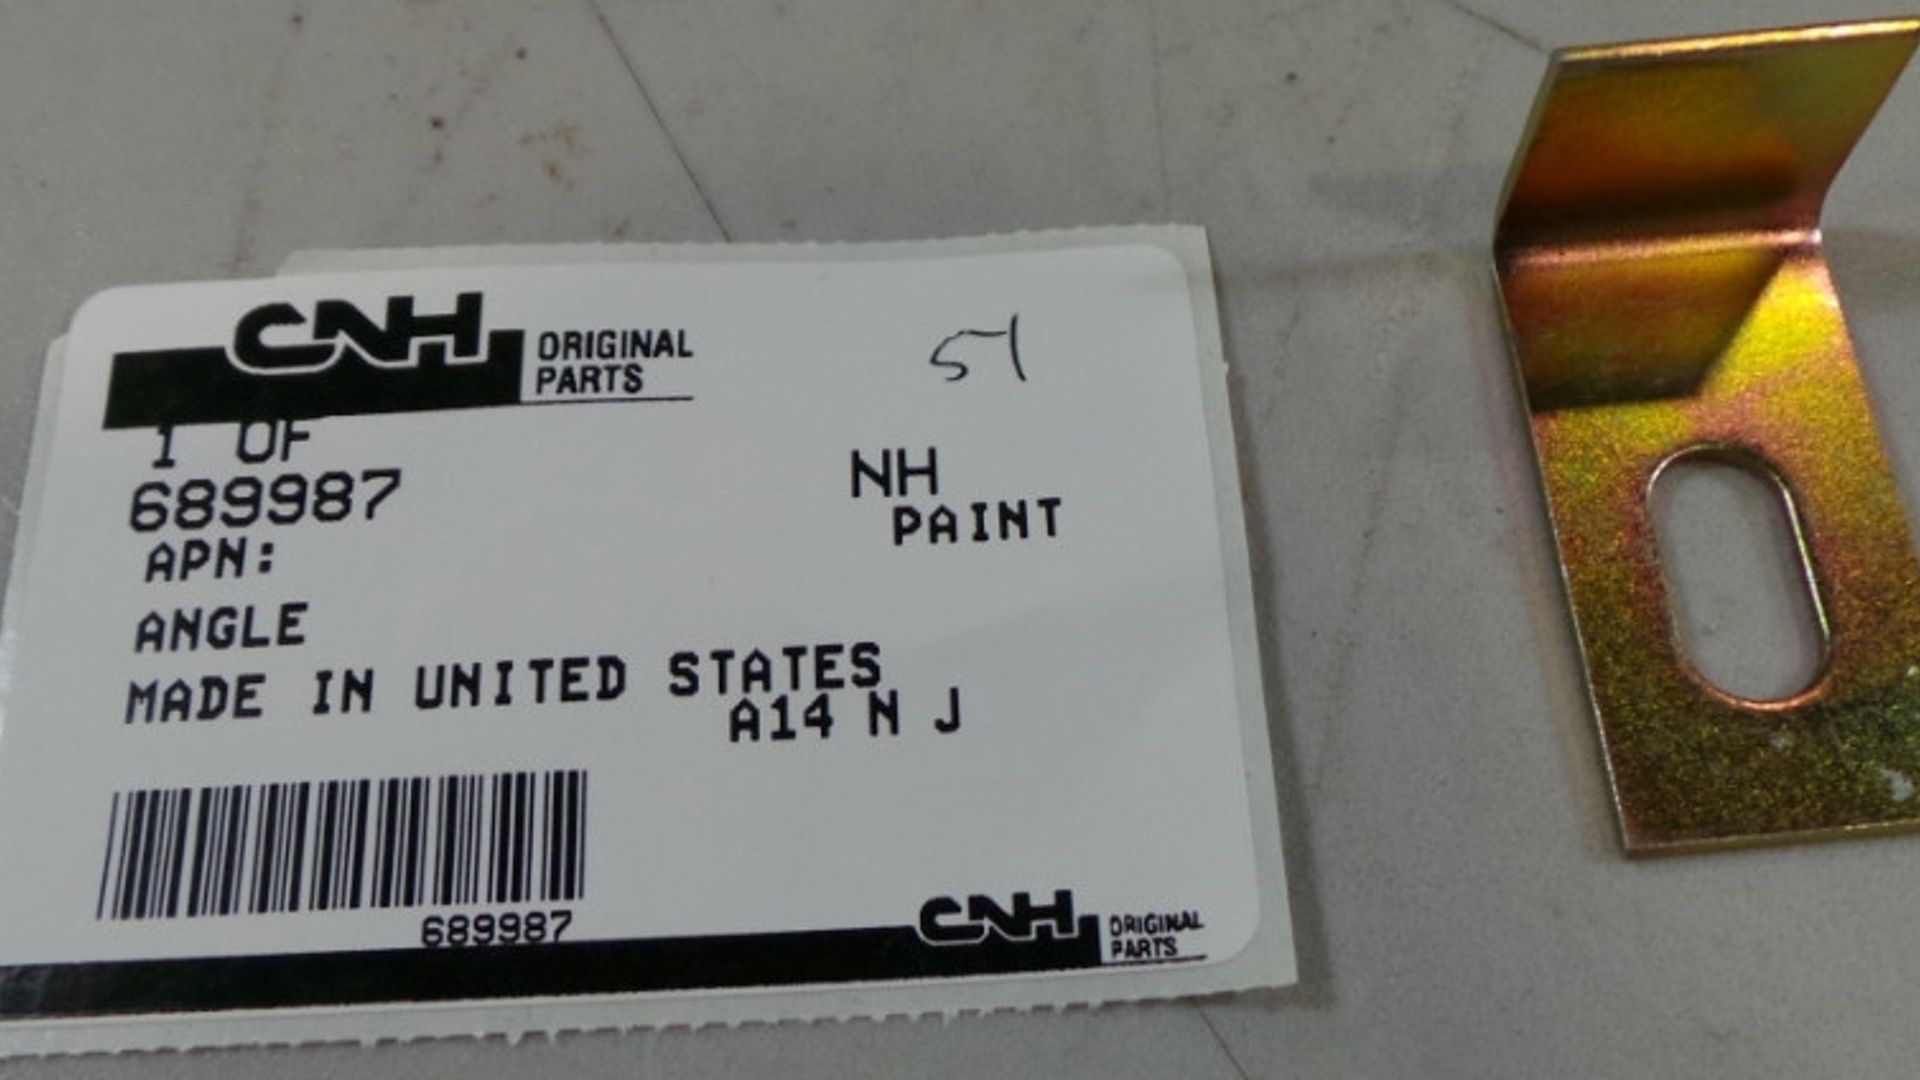 CNH ORIGINAL
PARTS
51
1 OF
689987
NH
PAINT
APN:
ANGLE
MADE IN UNITED STATES
A14 N J
689987
CNH ORIGINAL
PARTS